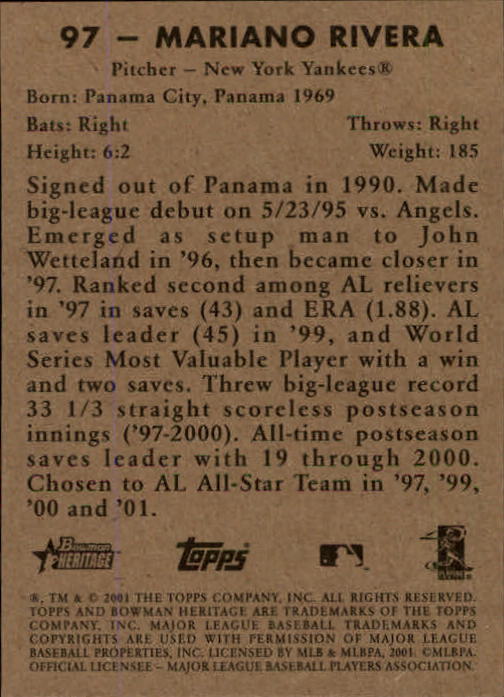 97 – MARIANO RIVERA
Pitcher – New York Yankees®
Born: Panama City, Panama 1969
Bats: Right Throws: Right
Height: 6:2 Weight: 185
Signed out of Panama in 1990. Made
big-league debut on 5/23/95 vs. Angels.
Emerged as setup man to John
Wetteland in '96, then became closer in
'97. Ranked second among AL relievers
in '97 in saves (43) and ERA (1.88). AL
saves leader (45) in '99, and World
Series Most Valuable Player with a win
and two saves. Threw big-league record
33 1/3 straight scoreless postseason
innings ('97-2000). All-time postseason
saves leader with 19 through 2000.
Chosen to AL All-Star Team in '97, '99,
'00 and '01.
Bowman
HERITAGE
Topps
®, TM & © 2001 THE TOPPS COMPANY, INC. ALL RIGHTS RESERVED.
TOPPS AND BOWMAN HERITAGE ARE TRADEMARKS OF THE TOPPS
COMPANY, INC. MAJOR LEAGUE BASEBALL TRADEMARKS AND
COPYRIGHTS ARE USED WITH PERMISSION OF MAJOR LEAGUE
BASEBALL PROPERTIES, INC. LICENSED BY MLB & MLBPA, 2001. ©MLBPA.
OFFICIAL LICENSEE – MAJOR LEAGUE BASEBALL PLAYERS ASSOCIATION.